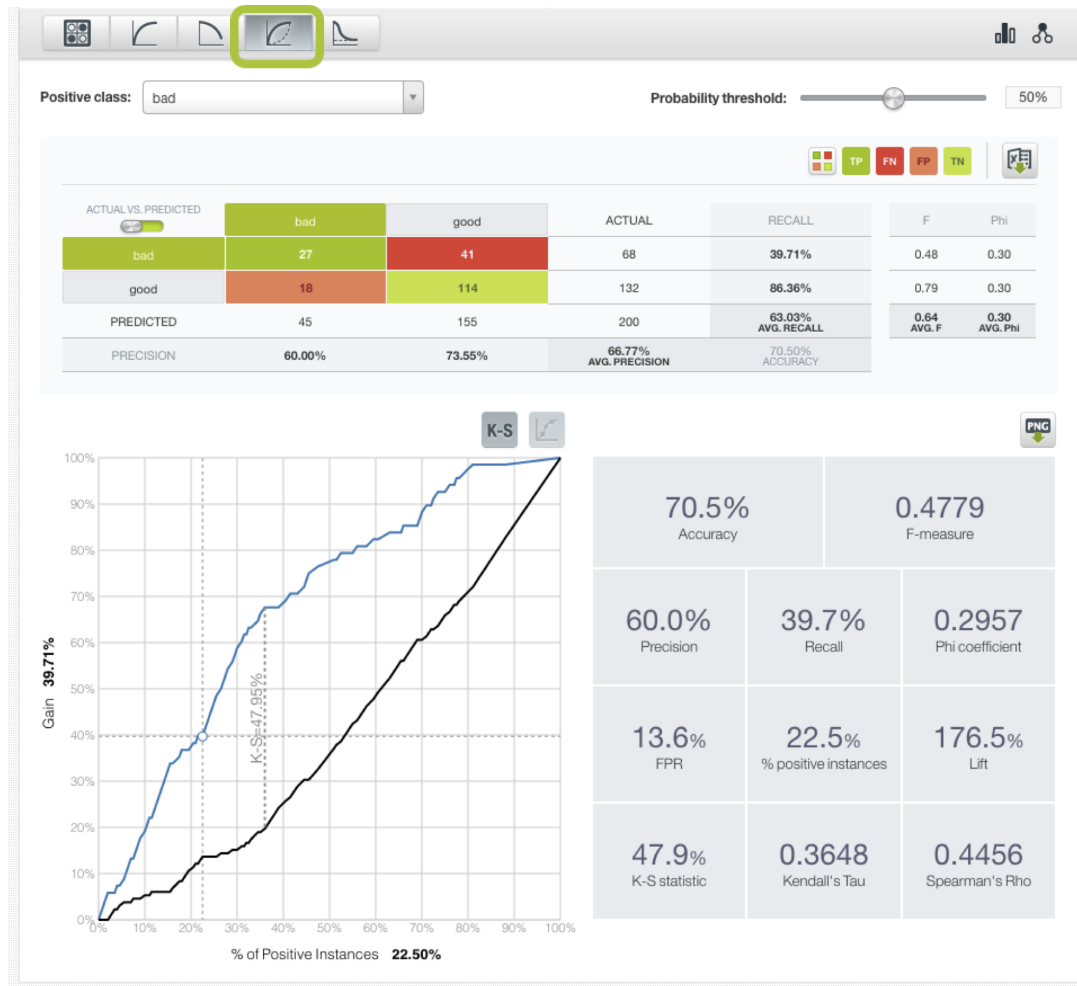 Positive class: bad Probability threshold: 50%
TP FN FP TN
ACTUAL VS. PREDICTED bad good ACTUAL RECALL F Phi
bad 27 41 68 39.71% 0.48 0.30
good 18 114 132 86.36% 0.79 0.30
PREDICTED 45 155 200 63.03% 0.64 0.30
AVG. RECALL AVG. F AVG. Phi
PRECISION 60.00% 73.55% 66.77% 70.50%
AVG. PRECISION ACCURACY
K-S PNG
100%
90%
80%
70%
60%
50%
40%
30%
20%
10%
0%
Gain 39.71%
K-S=47.95%
0% 10% 20% 30% 40% 50% 60% 70% 80% 90% 100%
% of Positive Instances 22.50%
70.5% 0.4779
Accuracy F-measure
60.0% 39.7% 0.2957
Precision Recall Phi coefficient
13.6% 22.5% 176.5%
FPR % positive instances Lift
47.9% 0.3648 0.4456
K-S statistic Kendall's Tau Spearman's Rho